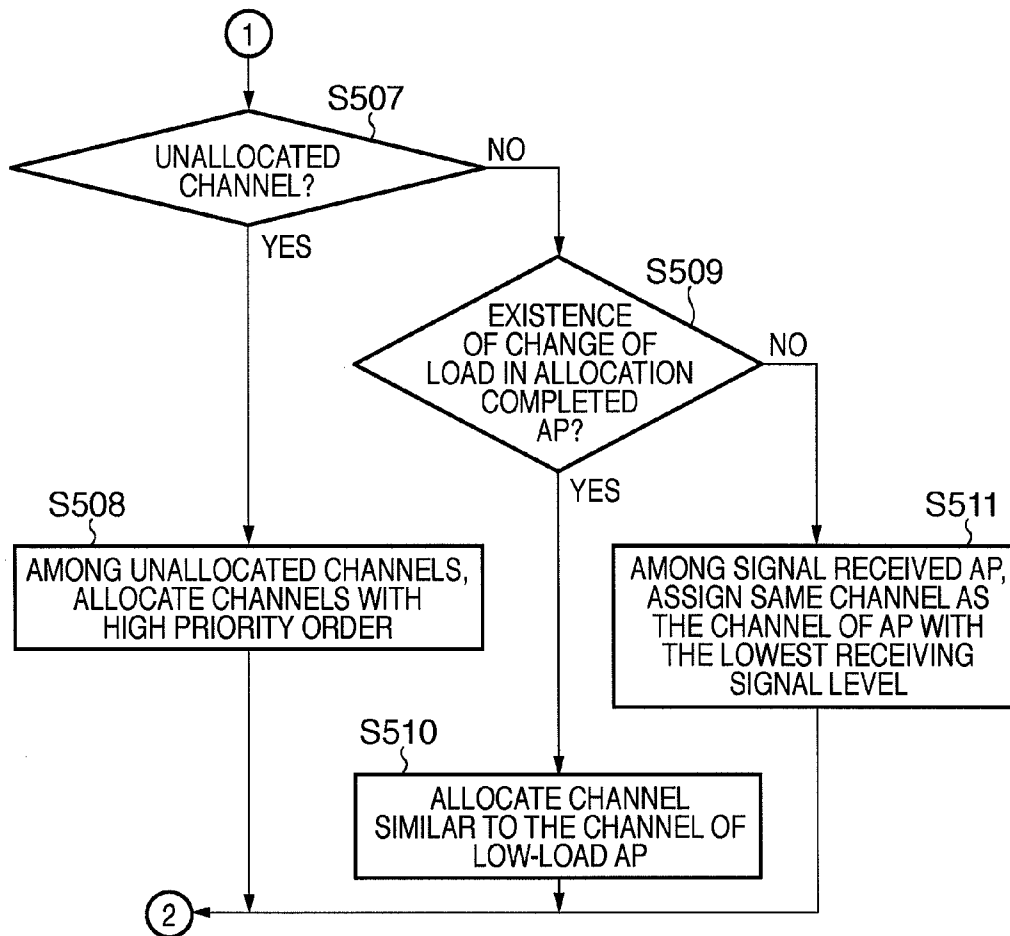 1
S507
UNALLOCATED
CHANNEL?
NO
YES
S509
EXISTENCE
OF CHANGE OF
LOAD IN ALLOCATION
COMPLETED
AP?
NO
YES
S508
AMONG UNALLOCATED CHANNELS,
ALLOCATE CHANNELS WITH
HIGH PRIORITY ORDER
S511
AMONG SIGNAL RECEIVED AP,
ASSIGN SAME CHANNEL AS
THE CHANNEL OF AP WITH
THE LOWEST RECEIVING
SIGNAL LEVEL
S510
ALLOCATE CHANNEL
SIMILAR TO THE CHANNEL OF
LOW-LOAD AP
2